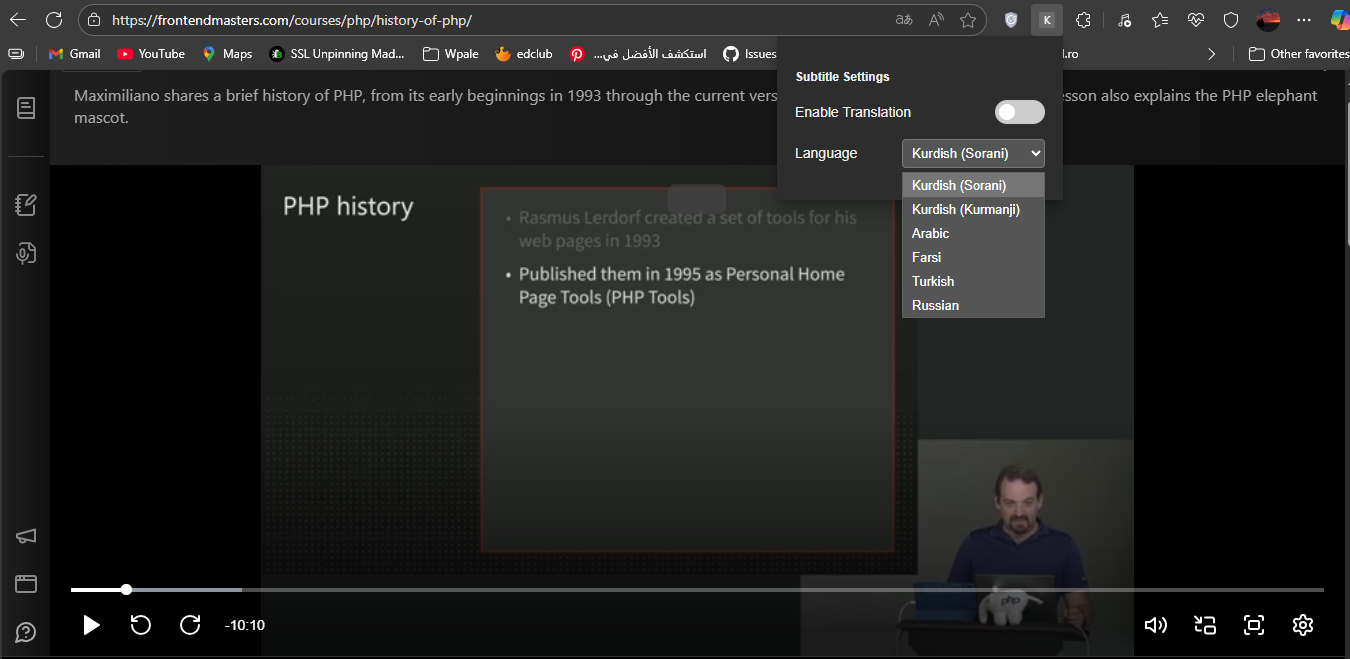 https://frontendmasters.com/courses/php/history-of-php/
Gmail
YouTube
Maps
SSL Unpinning Mad...
Wpale
edclub
استكشف الأفضل في...
Issues
l.ro
Other favorites
Maximiliano shares a brief history of PHP, from its early beginnings in 1993 through the current vers
esson also explains the PHP elephant
mascot.
K
Subtitle Settings
Enable Translation
Language
Kurdish (Sorani)
Kurdish (Sorani)
Kurdish (Kurmanji)
Arabic
Farsi
Turkish
Russian
PHP history
• Rasmus Lerdorf created a set of tools for his
web pages in 1993
• Published them in 1995 as Personal Home
Page Tools (PHP Tools)
php
-10:10